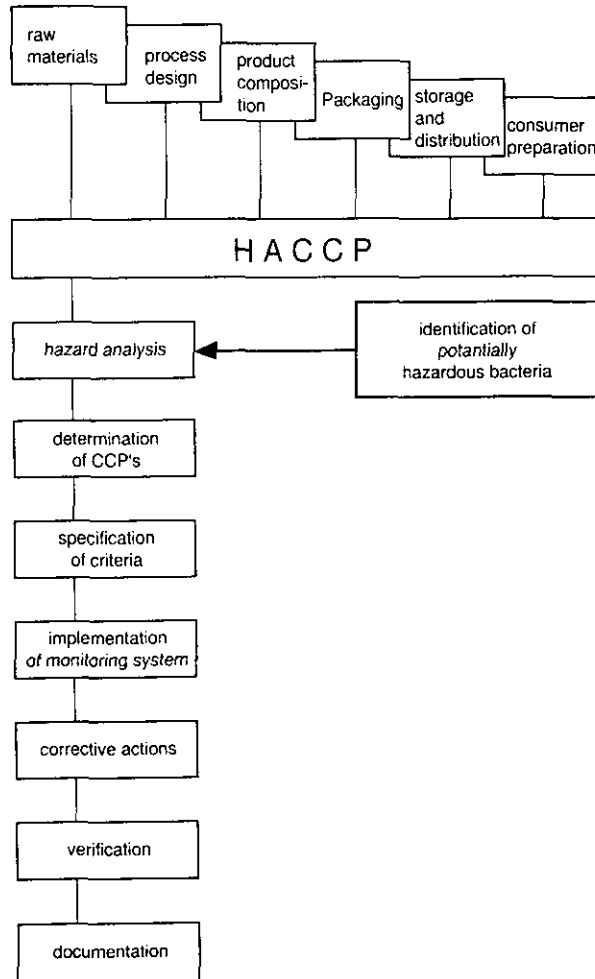 raw
materials
process
design
product
composi-
tion
Packaging
storage
and
distribution
consumer
preparation
HACCP
hazard analysis
identification of
potantially
hazardous bacteria
determination
of CCP's
specification
of criteria
implementation
of monitoring system
corrective actions
verification
documentation